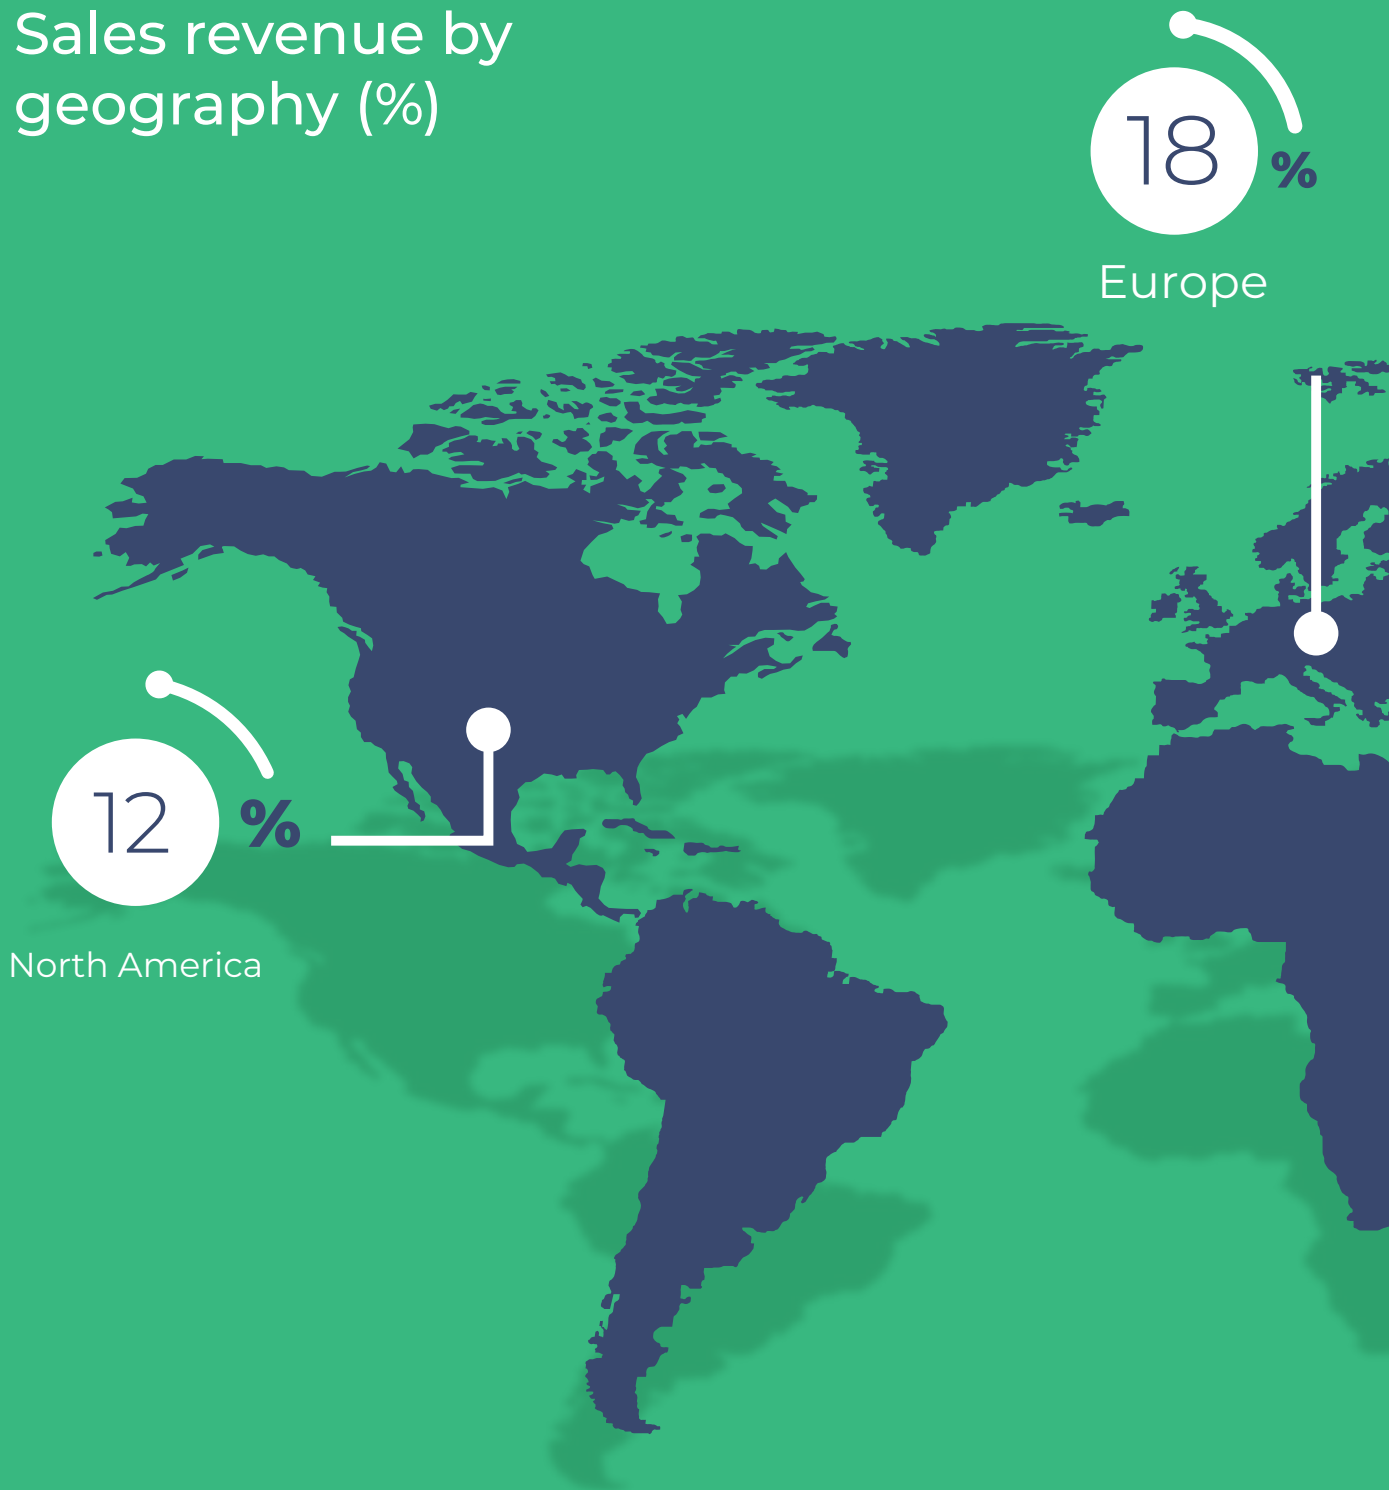 Sales revenue by
geography (%)
18 %
Europe
12 %
North America